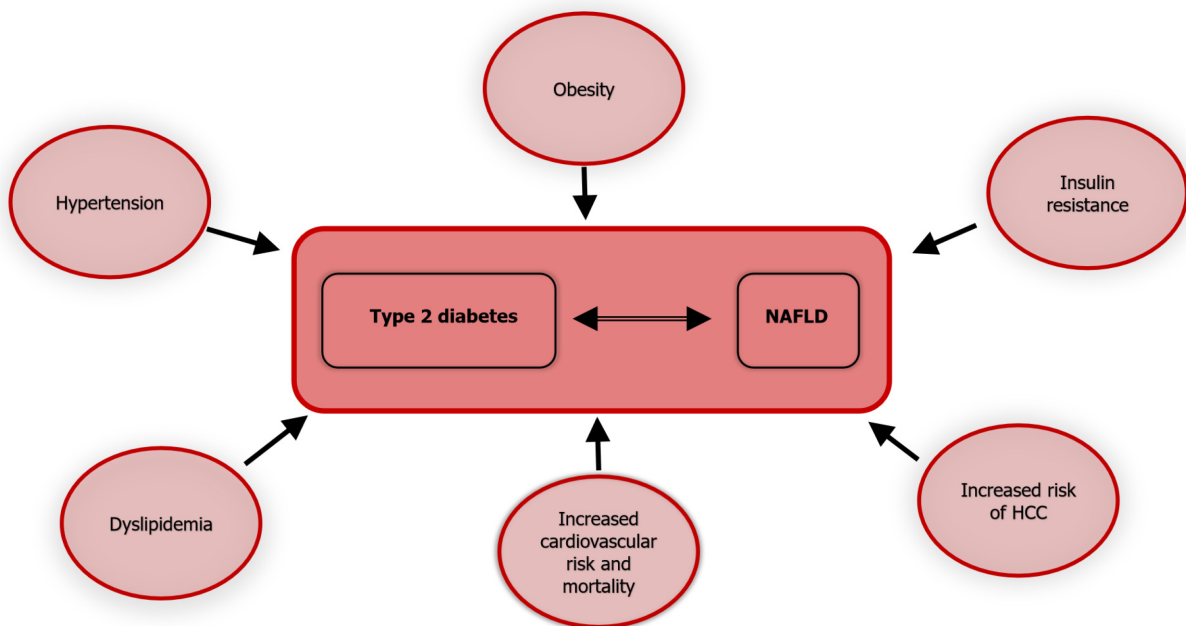 Obesity
Hypertension
Insulin
resistance
Type 2 diabetes
NAFLD
Dyslipidemia
Increased
cardiovascular
risk and
mortality
Increased risk
of HCC